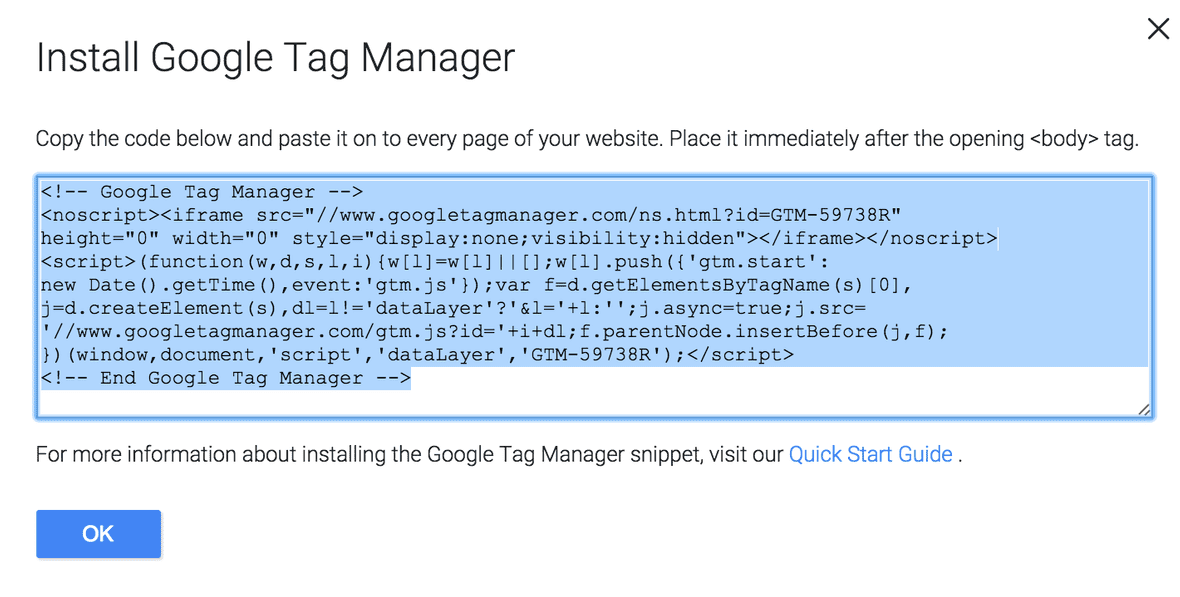 Install Google Tag Manager
Copy the code below and paste it on to every page of your website. Place it immediately after the opening <body> tag.
<!-- Google Tag Manager -->
<noscript><iframe src="//www.googletagmanager.com/ns.html?id=GTM-59738R"
height="0" width="0" style="display:none;visibility:hidden"></iframe></noscript>
<script>(function(w,d,s,l,i){w[l]=w[l]||[];w[l].push({'gtm.start':
new Date().getTime(),event:'gtm.js'});var f=d.getElementsByTagName(s)[0],
j=d.createElement(s),dl=l!='dataLayer'?'&l='+l:'';j.async=true;j.src=
'//www.googletagmanager.com/gtm.js?id='+i+dl;f.parentNode.insertBefore(j,f);
})(window,document,'script','dataLayer','GTM-59738R');</script>
<!-- End Google Tag Manager -->
For more information about installing the Google Tag Manager snippet, visit our Quick Start Guide .
OK